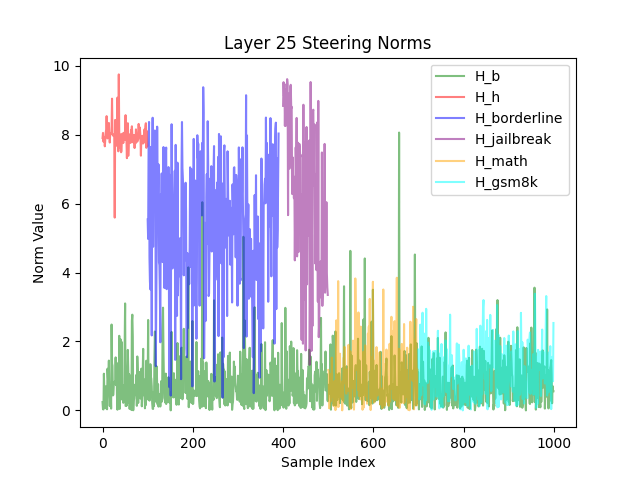 Layer 25 Steering Norms
10
8
6
4
2
0
Norm Value
H_b
H_h
H_borderline
H_jailbreak
H_math
H_gsm8k
0 200 400 600 800 1000
Sample Index